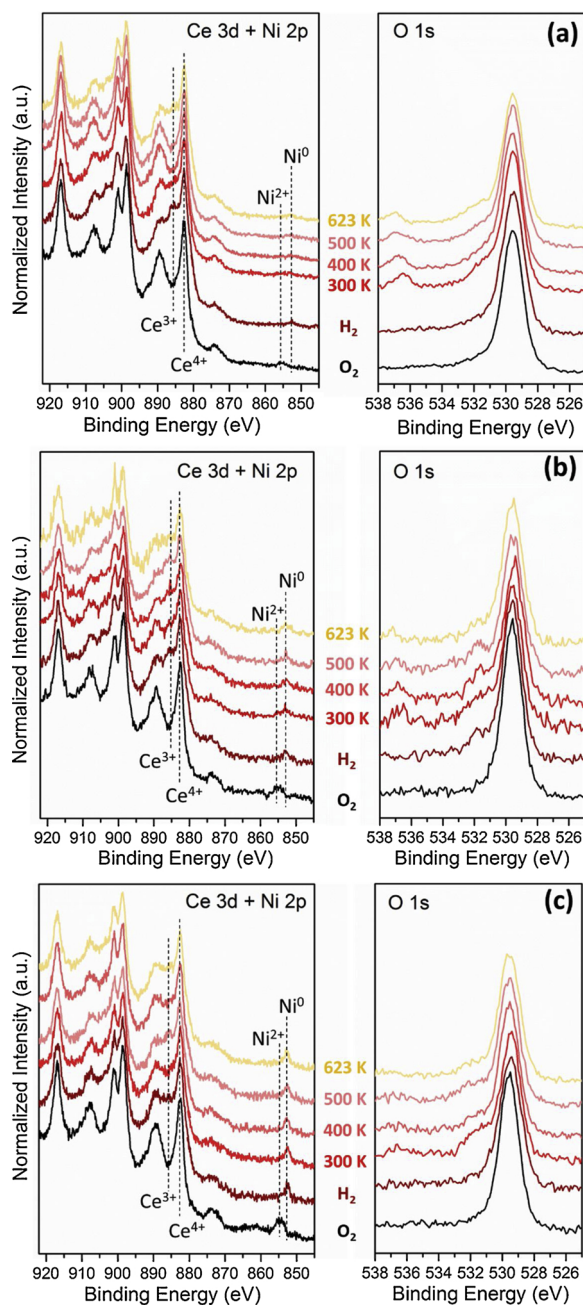 Ce 3d + Ni 2p
O 1s
(a)
Normalized Intensity (a.u.)
Ni²⁺
Ni⁰
Ce³⁺
Ce⁴⁺
623 K
500 K
400 K
300 K
H₂
O₂
920 910 900 890 880 870 860 850
Binding Energy (eV)
538 536 534 532 530 528 526
Binding Energy (eV)
Ce 3d + Ni 2p
O 1s
(b)
Normalized Intensity (a.u.)
Ni²⁺
Ni⁰
Ce³⁺
Ce⁴⁺
623 K
500 K
400 K
300 K
H₂
O₂
920 910 900 890 880 870 860 850
Binding Energy (eV)
538 536 534 532 530 528 526
Binding Energy (eV)
Ce 3d + Ni 2p
O 1s
(c)
Normalized Intensity (a.u.)
Ni²⁺
Ni⁰
Ce³⁺
Ce⁴⁺
623 K
500 K
400 K
300 K
H₂
O₂
920 910 900 890 880 870 860 850
Binding Energy (eV)
538 536 534 532 530 528 526
Binding Energy (eV)